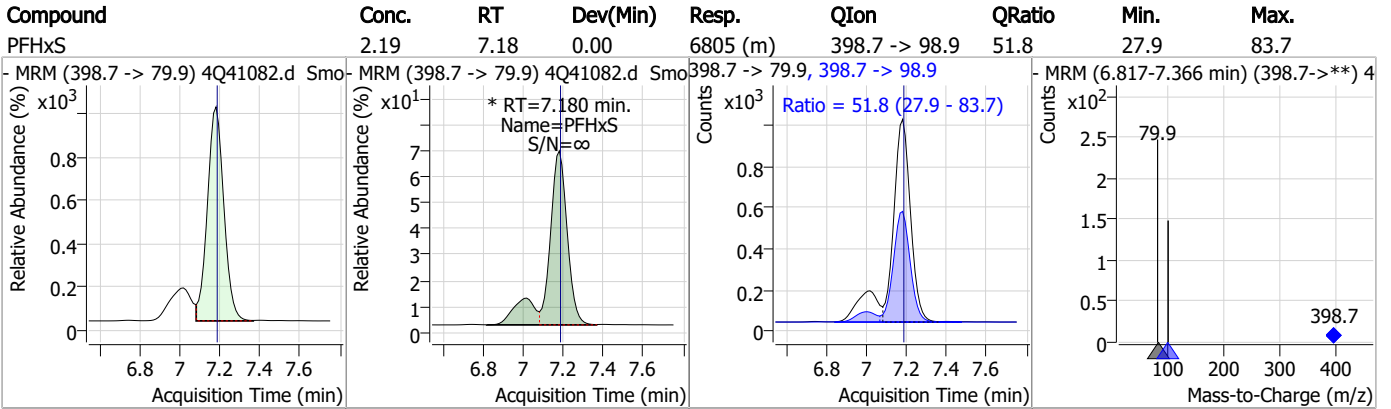 Compound Conc. RT Dev(Min) Resp. QIon QRatio Min. Max.
PFHxS 2.19 7.18 0.00 6805 (m) 398.7 -> 98.9 51.8 27.9 83.7
- MRM (398.7 -> 79.9) 4Q41082.d Smo
x10³
Relative Abundance (%)
0.8
0.6
0.4
0.2
0
6.8 7 7.2 7.4 7.6
Acquisition Time (min)
- MRM (398.7 -> 79.9) 4Q41082.d Smo
x10¹
* RT=7.180 min.
Name=PFHxS
S/N=∞
Relative Abundance (%)
7
6
5
4
3
2
1
0
6.8 7 7.2 7.4 7.6
Acquisition Time (min)
398.7 -> 79.9, 398.7 -> 98.9
x10³
Ratio = 51.8 (27.9 - 83.7)
Counts
0.8
0.6
0.4
0.2
0
6.8 7 7.2 7.4 7.6
Acquisition Time (min)
- MRM (6.817-7.366 min) (398.7->**) 4
x10²
Counts
2.5
2
1.5
1
0.5
0
79.9
398.7
100 200 300 400
Mass-to-Charge (m/z)